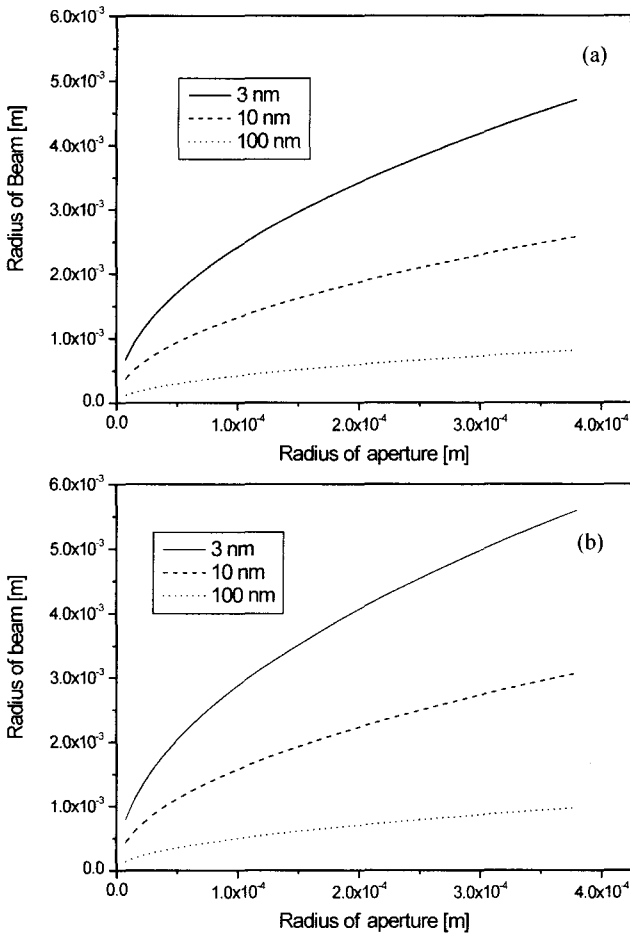 6.0x10⁻³
(a)
5.0x10⁻³
3 nm
10 nm
100 nm
4.0x10⁻³
3.0x10⁻³
2.0x10⁻³
1.0x10⁻³
0.0
Radius of Beam [m]
0.0 1.0x10⁻⁴ 2.0x10⁻⁴ 3.0x10⁻⁴ 4.0x10⁻⁴
Radius of aperture [m]
6.0x10⁻³
(b)
5.0x10⁻³
3 nm
10 nm
100 nm
4.0x10⁻³
3.0x10⁻³
2.0x10⁻³
1.0x10⁻³
0.0
Radius of beam [m]
0.0 1.0x10⁻⁴ 2.0x10⁻⁴ 3.0x10⁻⁴ 4.0x10⁻⁴
Radius of aperture [m]